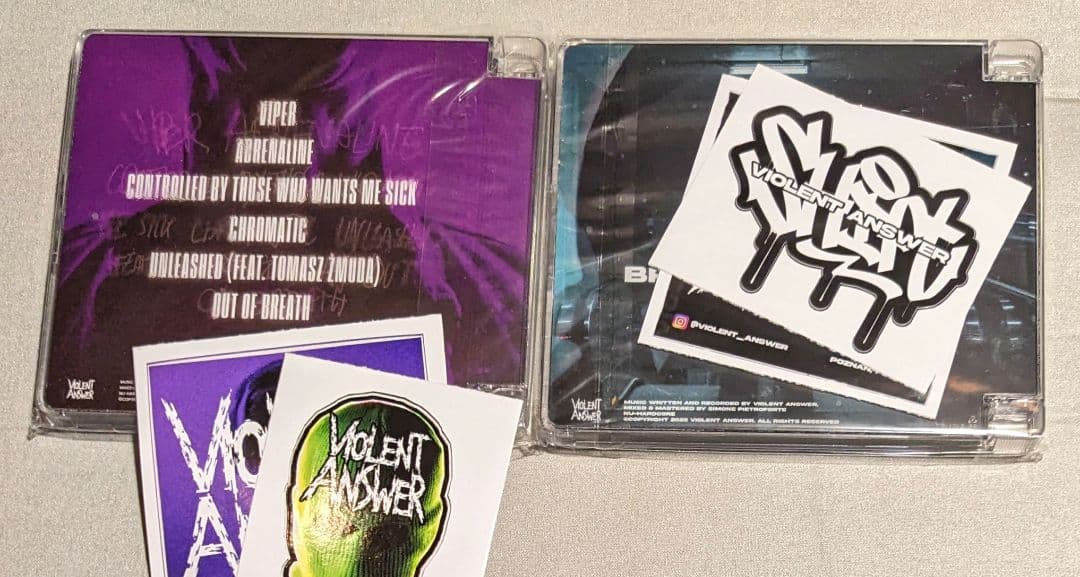 VIPER
ADRENALINE
CONTROLLED BY THOSE WHO WANTS ME SICK
CHROMATIC
UNLEASHED (FEAT. TOMASZ ŻMUDA)
OUT OF BREATH
VIOLENT
ANSWER
MUSIC
VIOLENT
ANSWER
VIOLENT ANSWER
@VIOLENT_ANSWER
POZNAŃ
VIOLENT
ANSWER
MUSIC WRITTEN AND RECORDED BY VIOLENT ANSWER.
MIXED & MASTERED BY SIMONE PIETROFORTE
NU-HARDCORE
©COPYRIGHT 2025 VIOLENT ANSWER. ALL RIGHTS RESERVED